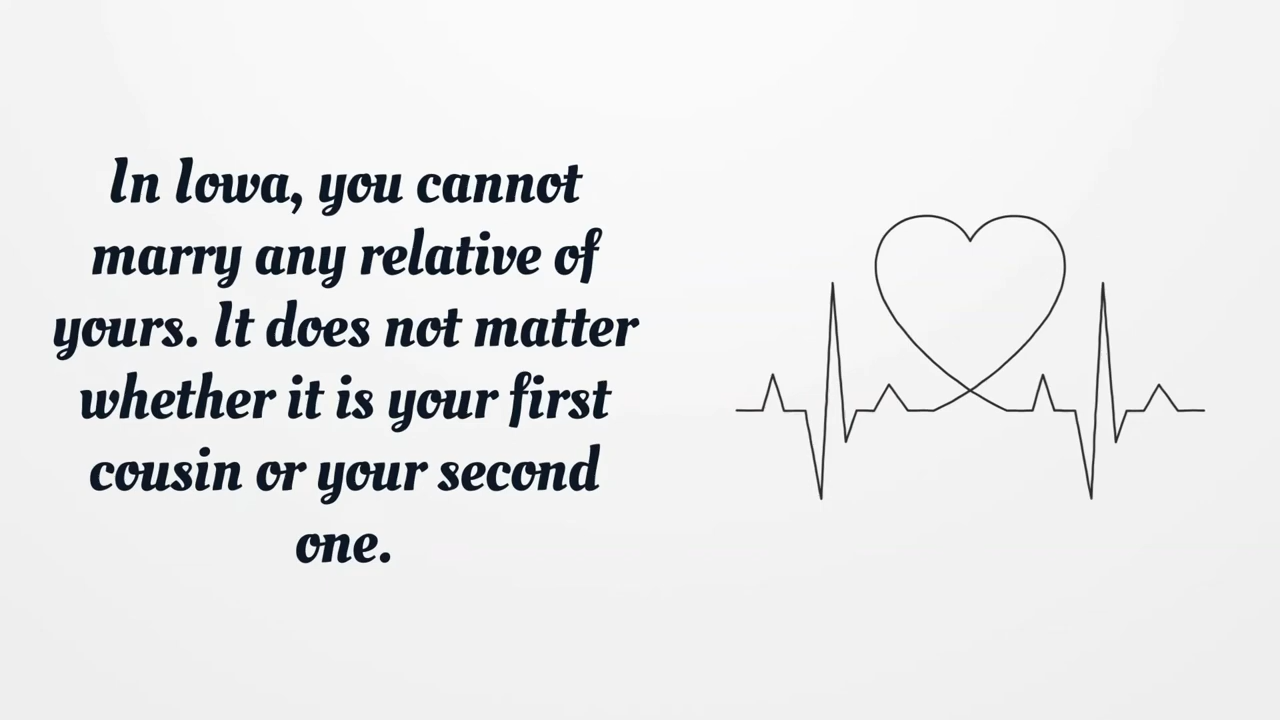 In Iowa, you cannot
marry any relative of
yours. It does not matter
whether it is your first
cousin or your second
one.